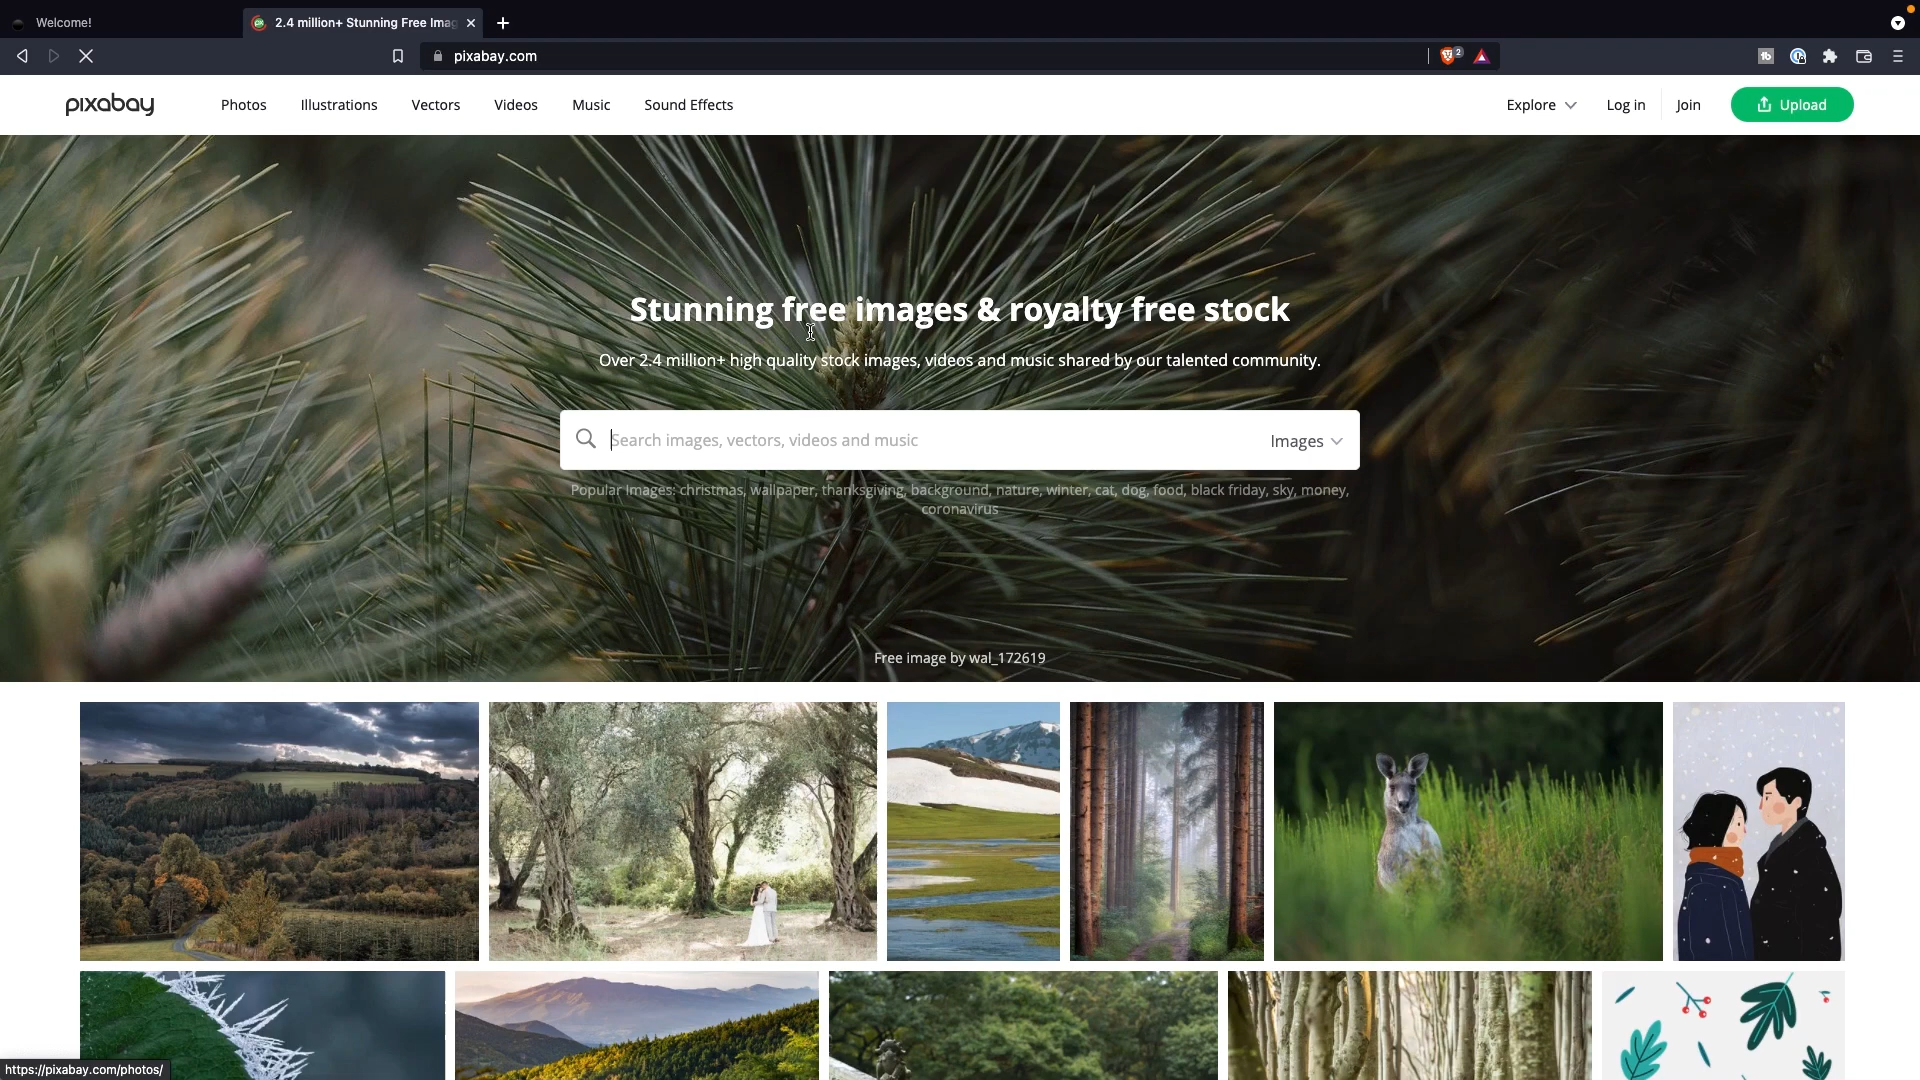 Welcome!
2.4 million+ Stunning Free Imag
pixabay.com
2
tb
pixabay
Photos
Illustrations
Vectors
Videos
Music
Sound Effects
Explore
Log in
Join
Upload
Stunning free images & royalty free stock
Over 2.4 million+ high quality stock images, videos and music shared by our talented community.
Search images, vectors, videos and music
Images
Popular Images: christmas, wallpaper, thanksgiving, background, nature, winter, cat, dog, food, black friday, sky, money,
coronavirus
Free image by wal_172619
https://pixabay.com/photos/